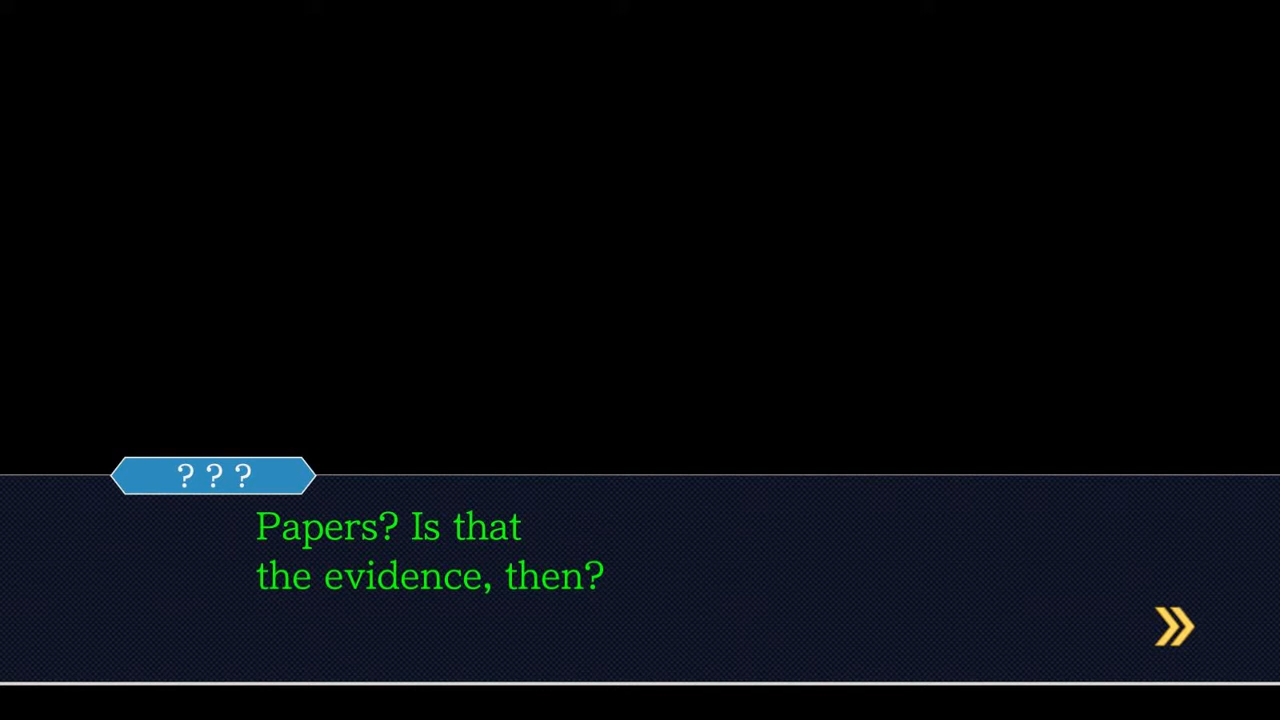 ? ? ?
Papers? Is that
the evidence, then?